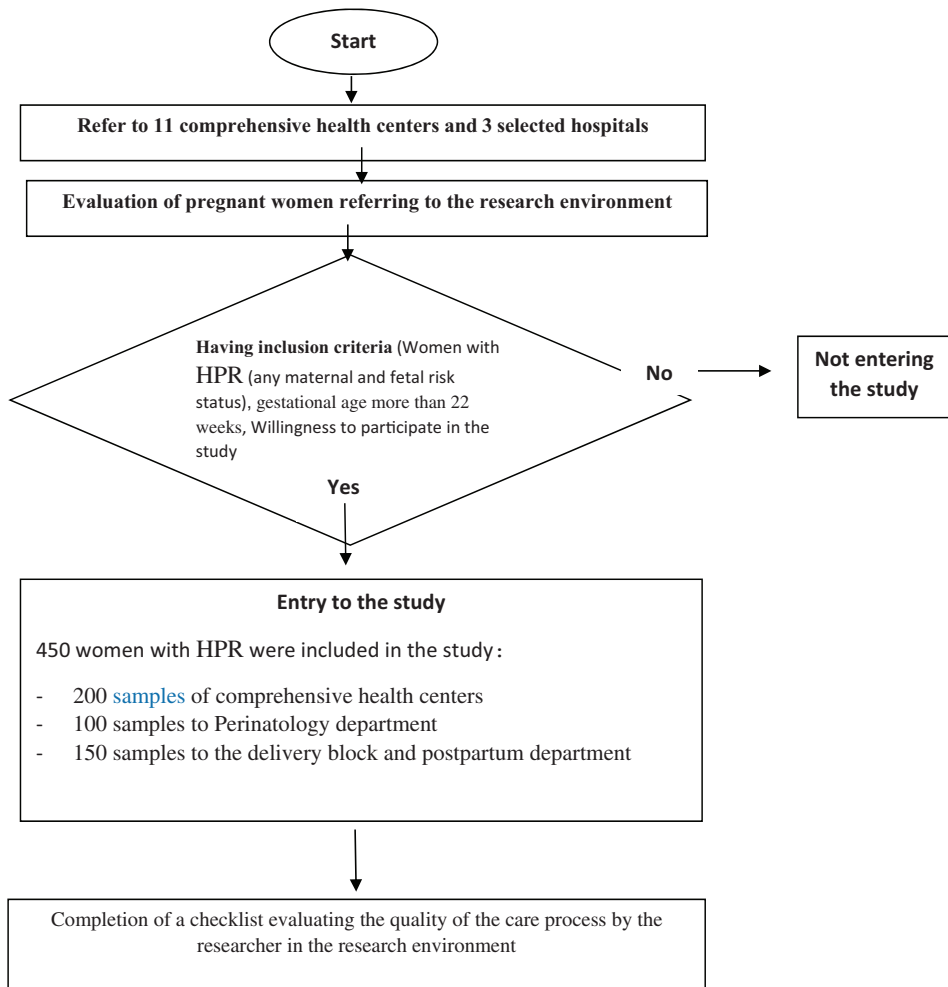 Start
Refer to 11 comprehensive health centers and 3 selected hospitals
Evaluation of pregnant women referring to the research environment
Having inclusion criteria (Women with
HPR (any maternal and fetal risk
status), gestational age more than 22
weeks, Willingness to participate in the
study
No
Not entering
the study
Yes
Entry to the study
450 women with HPR were included in the study:
- 200 samples of comprehensive health centers
- 100 samples to Perinatology department
- 150 samples to the delivery block and postpartum department
Completion of a checklist evaluating the quality of the care process by the
researcher in the research environment